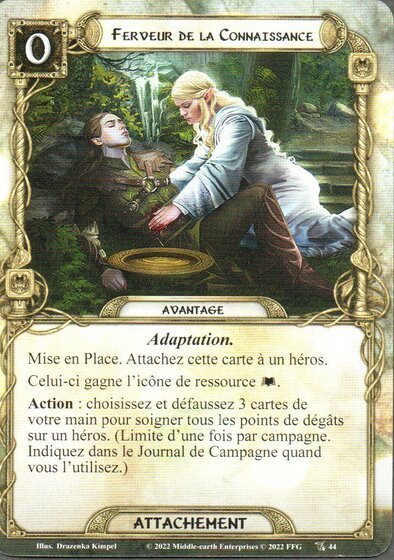 0
FERVEUR DE LA CONNAISSANCE
AVANTAGE
Adaptation.
Mise en Place. Attachez cette carte à un héros.
Celui-ci gagne l'icône de ressource .
Action : choisissez et défaussez 3 cartes de
votre main pour soigner tous les points de dégâts
sur un héros. (Limite d'une fois par campagne.
Indiquez dans le Journal de Campagne quand
vous l'utilisez.)
ATTACHEMENT
Illus. Drazenka Kimpel © 2022 Middle-earth Enterprises © 2022 FFG 44